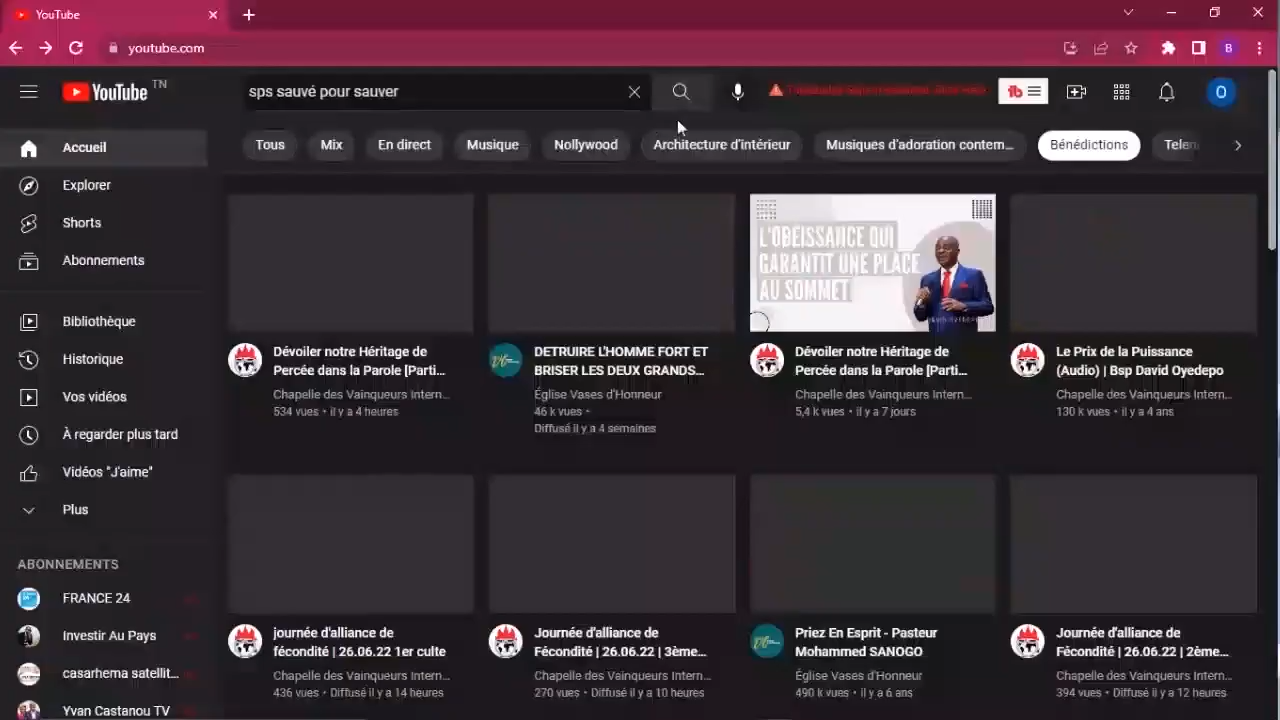 YouTube
youtube.com
B
YouTube TN
sps sauvé pour sauver
O
Tous
Mix
En direct
Musique
Nollywood
Architecture d'intérieur
Musiques d'adoration contem...
Bénédictions
Accueil
Explorer
Shorts
Abonnements
Bibliothèque
Historique
Vos vidéos
À regarder plus tard
Vidéos "J'aime"
Plus
ABONNEMENTS
FRANCE 24
Investir Au Pays
casarhema satellit...
Yvan Castanou TV
Dévoiler notre Héritage de
Percée dans la Parole [Parti...
Chapelle des Vainqueurs Intern...
534 vues • il y a 4 heures
DETRUIRE L'HOMME FORT ET
BRISER LES DEUX GRANDS...
Église Vases d'Honneur
46 k vues •
Diffusé il y a 4 semaines
L'OBÉISSANCE QUI
GARANTIT UNE PLACE
AU SOMMET
Dévoiler notre Héritage de
Percée dans la Parole [Parti...
Chapelle des Vainqueurs Intern...
5,4 k vues • il y a 7 jours
Le Prix de la Puissance
(Audio) | Bsp David Oyedepo
Chapelle des Vainqueurs Intern...
130 k vues • il y a 4 ans
journée d'alliance de
fécondité | 26.06.22 1er culte
Chapelle des Vainqueurs Intern...
436 vues • Diffusé il y a 14 heures
Journée d'alliance de
Fécondité | 26.06.22 | 3ème...
Chapelle des Vainqueurs Intern...
270 vues • Diffusé il y a 10 heures
Priez En Esprit - Pasteur
Mohammed SANOGO
Église Vases d'Honneur
490 k vues • il y a 6 ans
Journée d'alliance de
Fécondité | 26.06.22 | 2ème...
Chapelle des Vainqueurs Intern...
394 vues • Diffusé il y a 12 heures